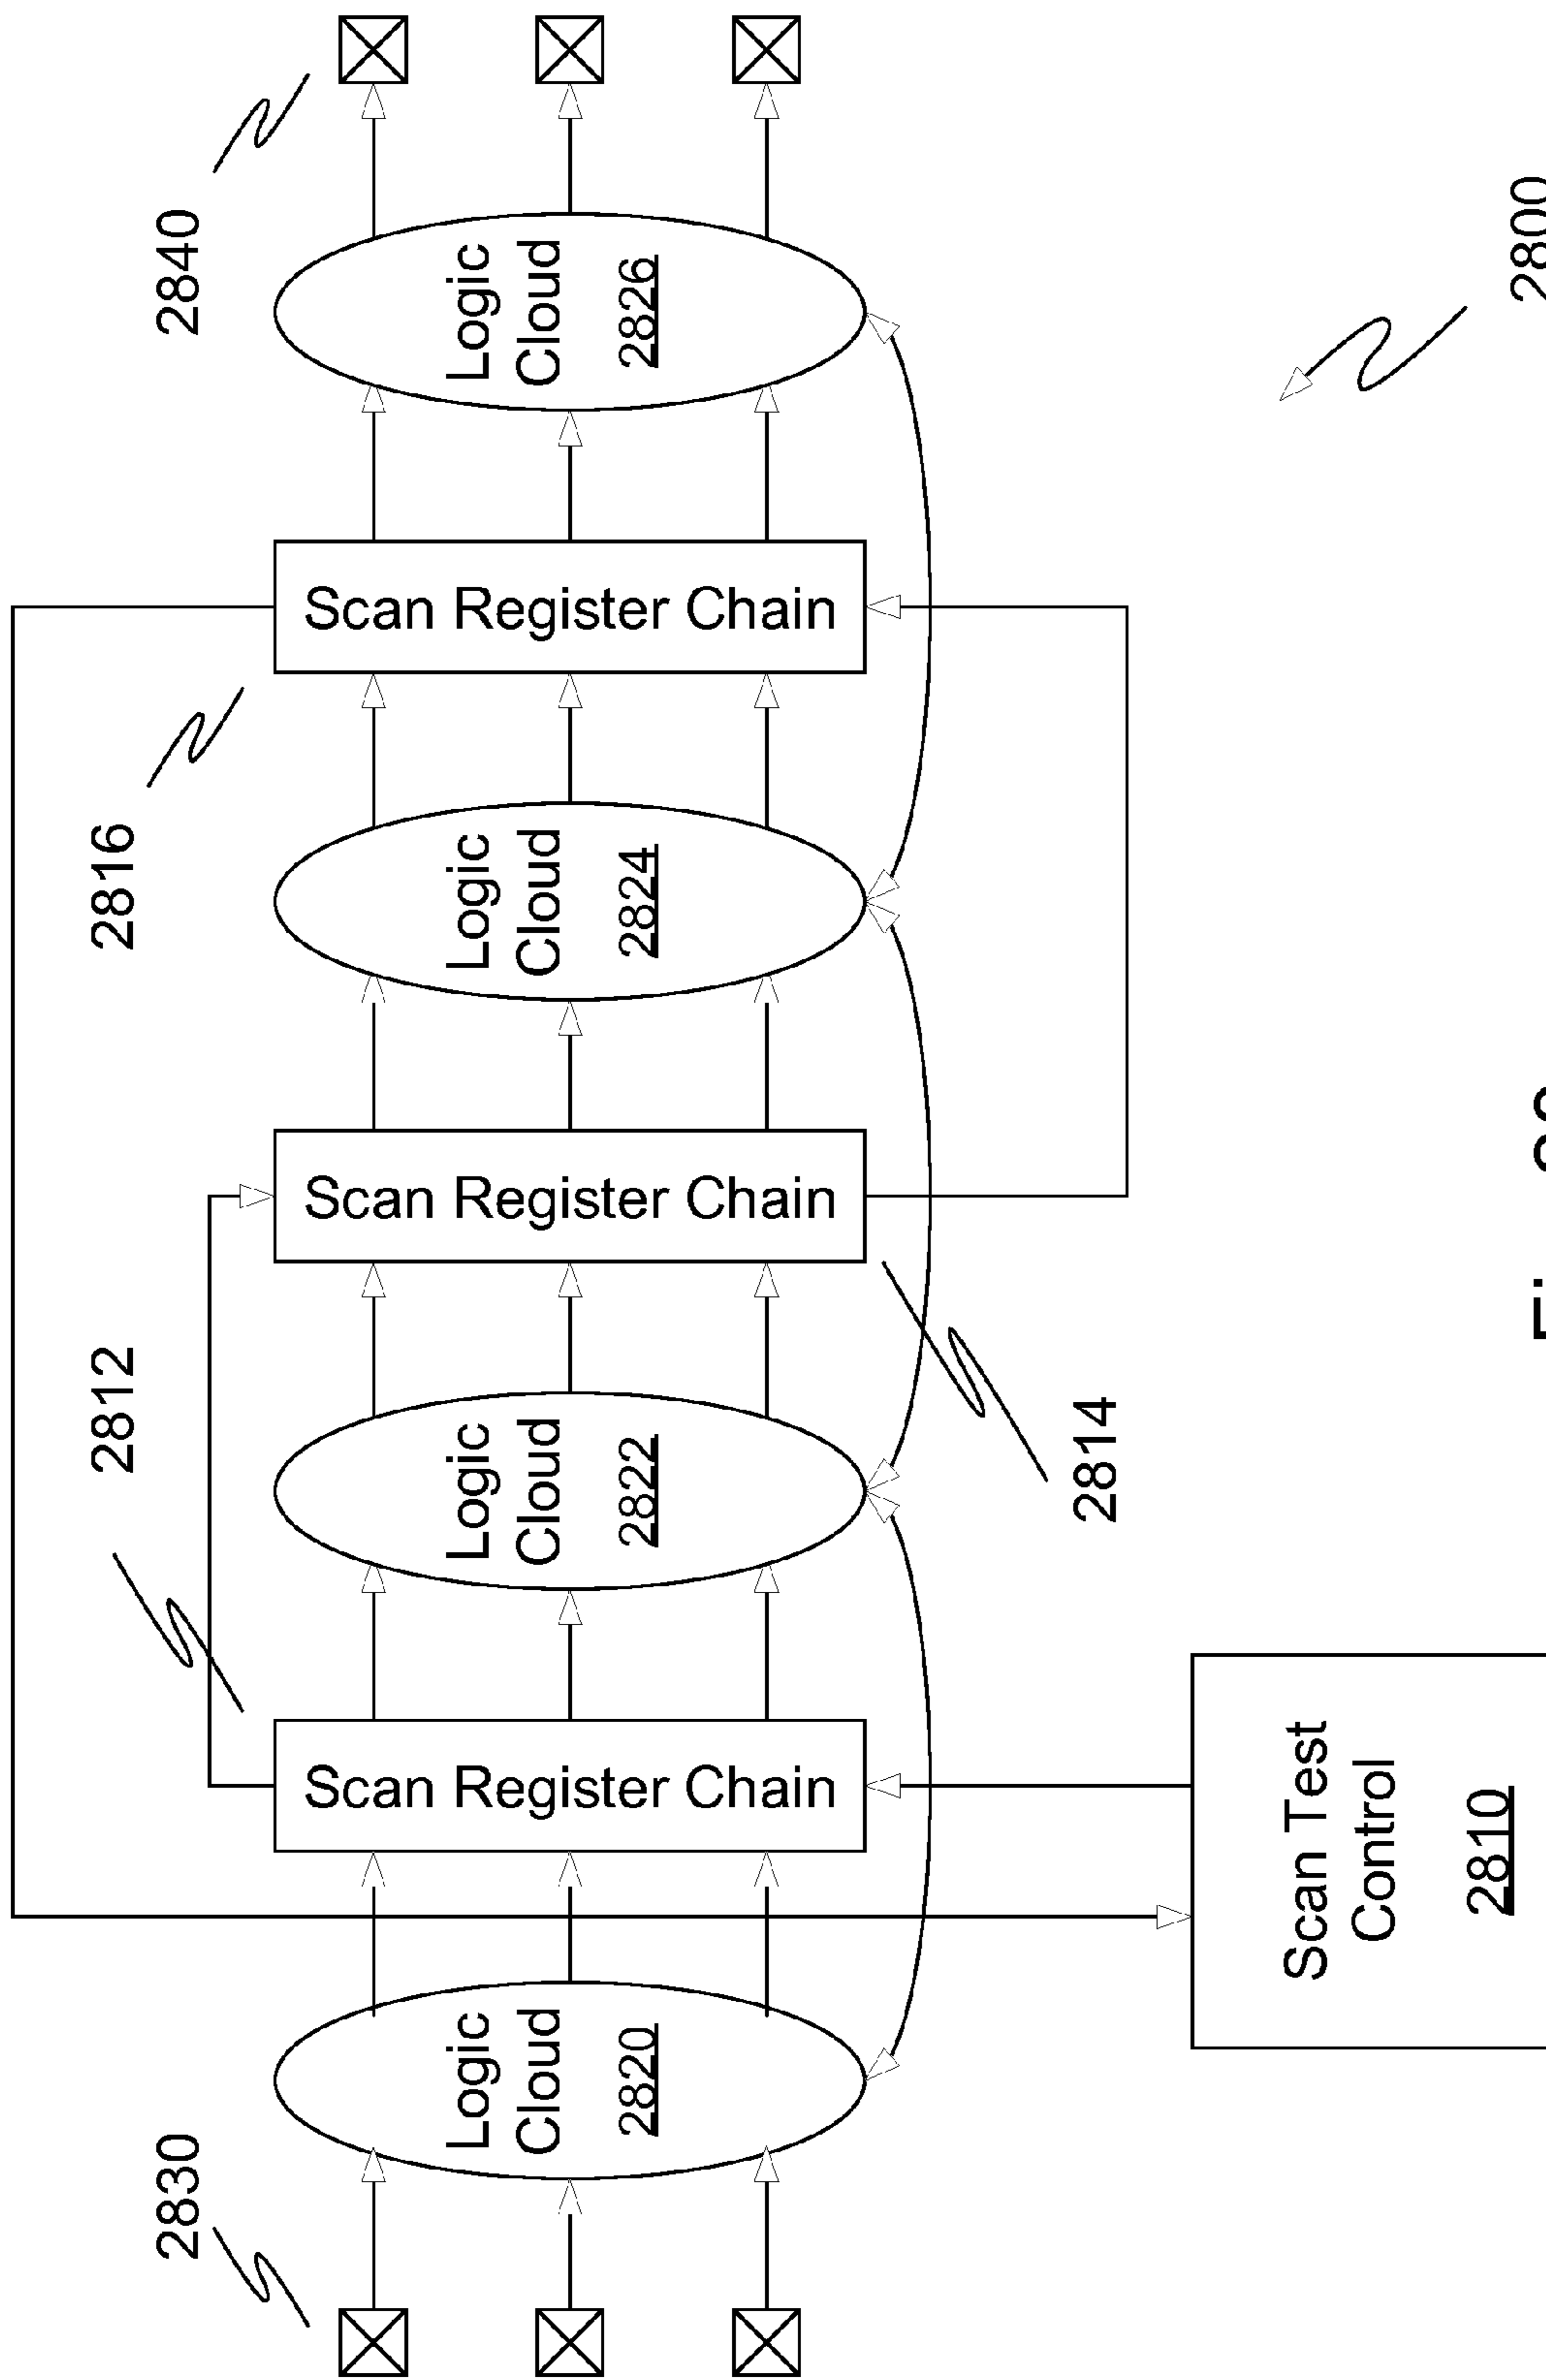 2830
2812
2816
2840
Logic
Cloud
2820
Scan Register Chain
Logic
Cloud
2822
Scan Register Chain
Logic
Cloud
2824
Scan Register Chain
Logic
Cloud
2826
2814
Scan Test
Control
2810
2800